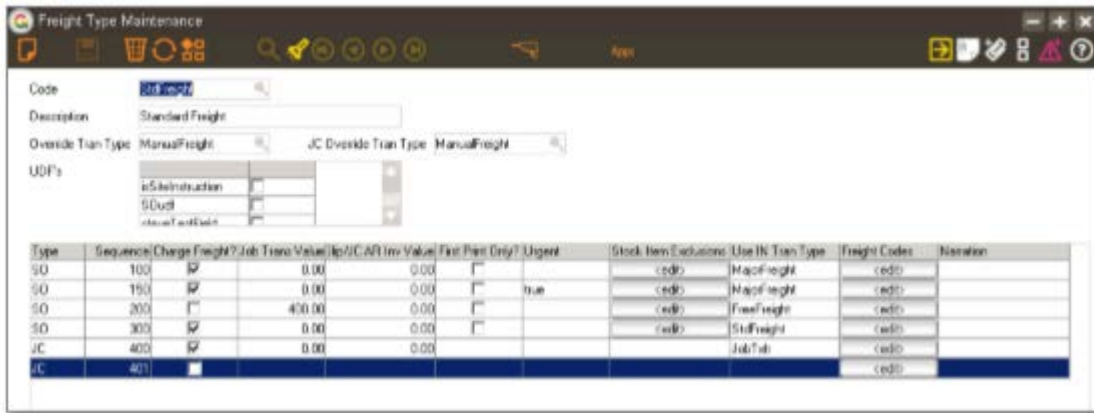 Freight Type Maintenance
Apps
Code StdFreight
Description Standard Freight
Override Tran Type ManualFreight JC Override Tran Type ManualFreight
UDF's
isSiteInstruction
SOudf
steveTestField
Type Sequence Charge Freight? Job Trans Value JC AR Inv Value First Print Only? Urgent Stock Item Exclusions Use IN Tran Type Freight Codes Narration
SO 100 0.00 0.00 <edit> MajorFreight <edit>
SO 150 0.00 0.00 true <edit> MajorFreight <edit>
SO 200 400.00 0.00 <edit> FreeFreight <edit>
SO 300 0.00 0.00 <edit> StdFreight <edit>
JC 400 0.00 0.00 JobTxfr <edit>
JC 401 <edit>